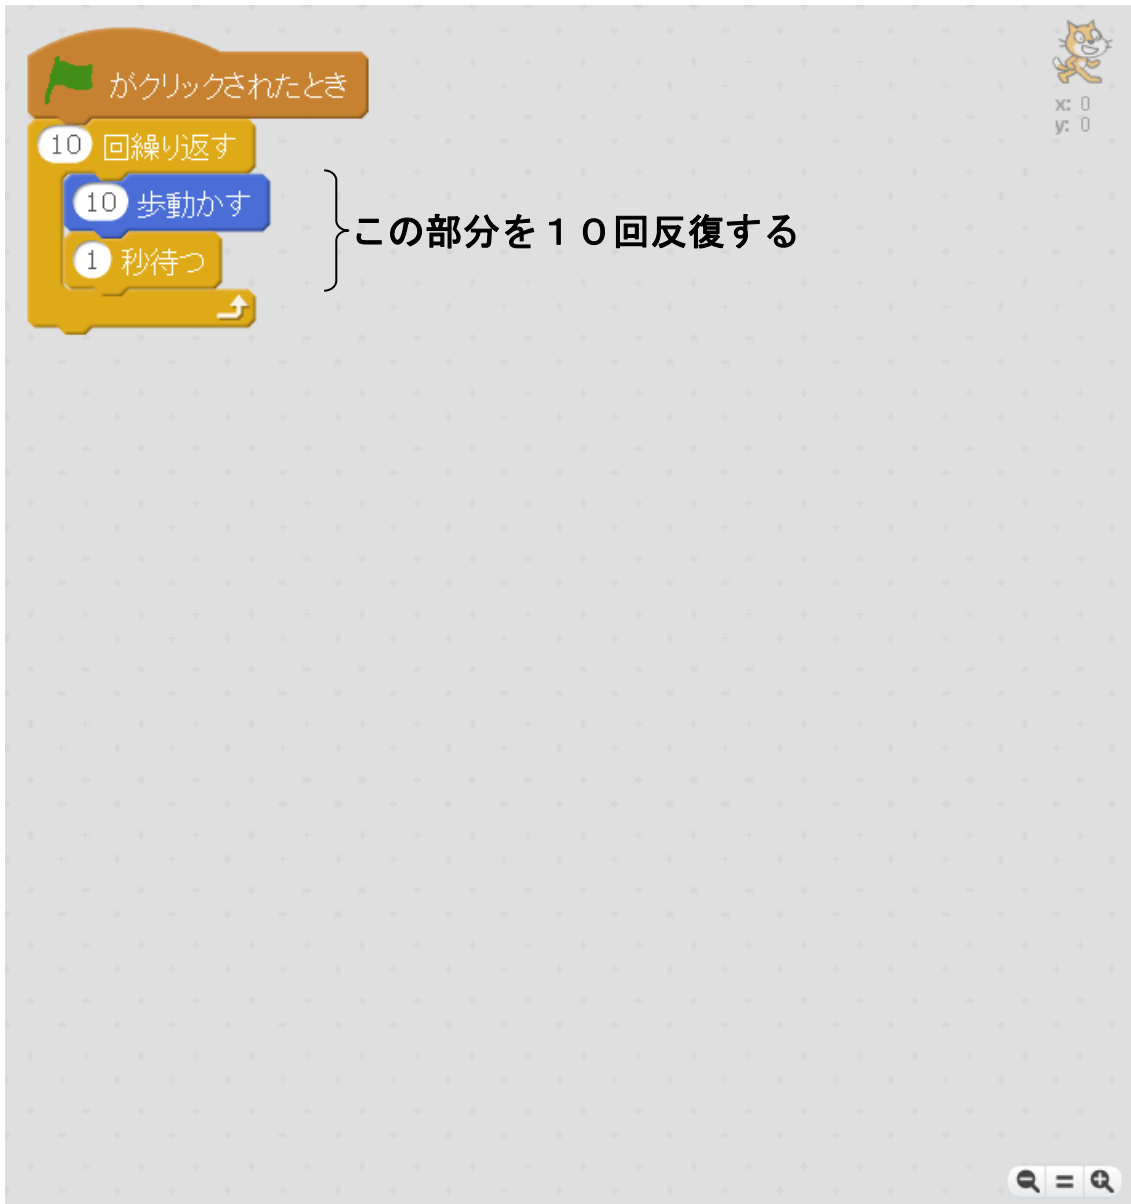 がクリックされたとき
10 回繰り返す
10 歩動かす
1 秒待つ
この部分を１０回反復する
x: 0
y: 0